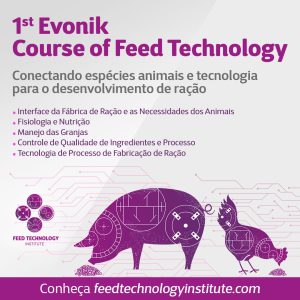 1st Evonik
Course of Feed Technology
Conectando espécies animais e tecnologia
para o desenvolvimento de ração
• Interface da Fábrica de Ração e as Necessidades dos Animais
• Fisiologia e Nutrição
• Manejo das Granjas
• Controle de Qualidade de Ingredientes e Processo
• Tecnologia de Processo de Fabricação de Ração
FEED TECHNOLOGY
INSTITUTE
Conheça feedtechnologyinstitute.com